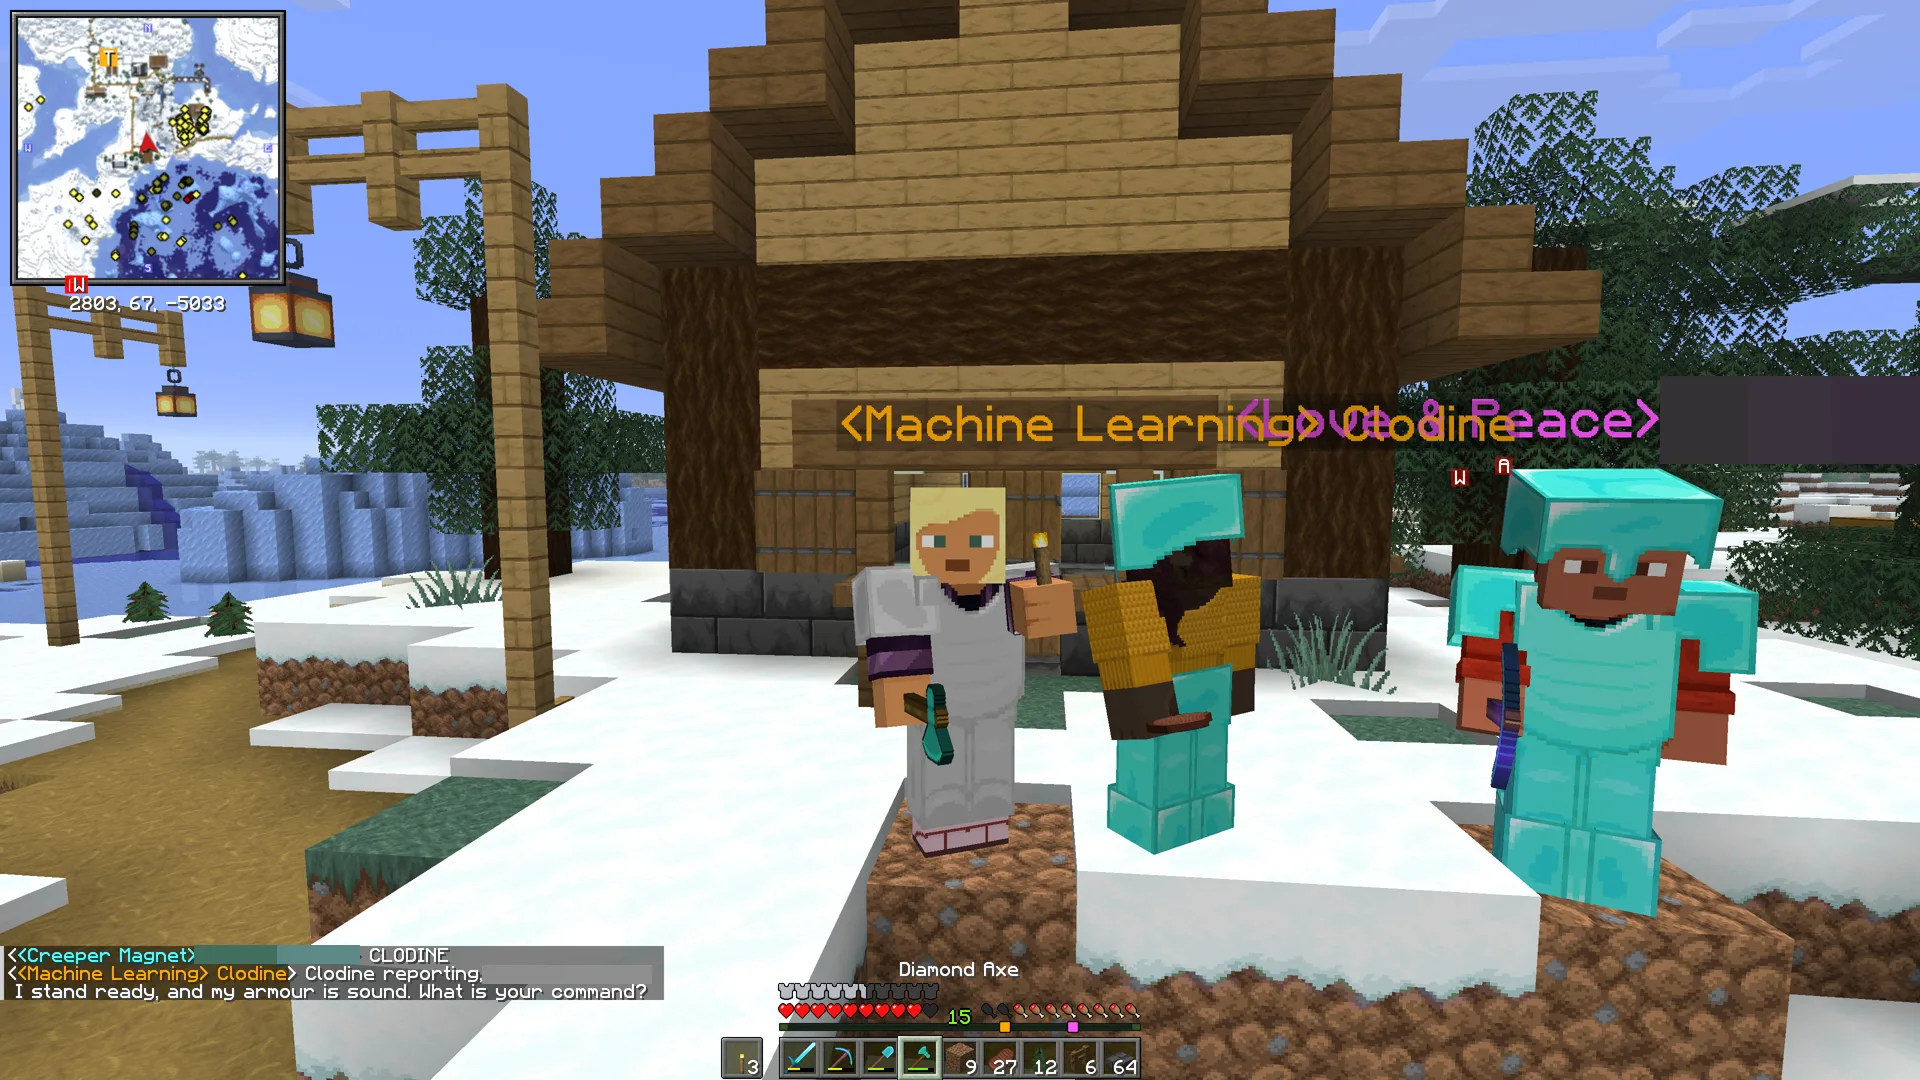 N
T
W
E
S
W
2803, 67, -5033
<Machine Learning> Clodine
<Love & Peace>
A
W
<<Creeper Magnet> CLODINE
<<Machine Learning> Clodine> Clodine reporting,
I stand ready, and my armour is sound. What is your command?
Diamond Axe
15
3
9
27
12
6
64